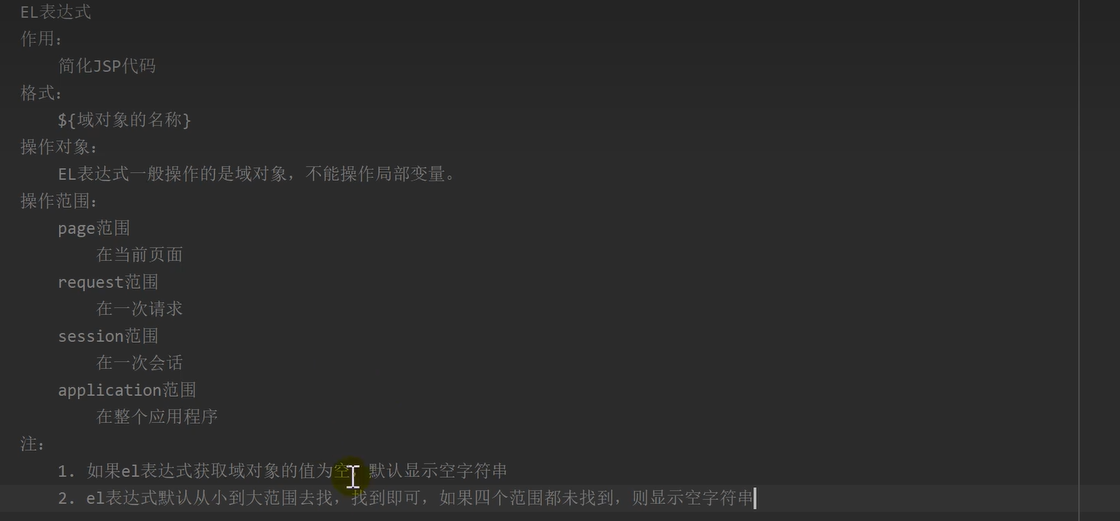 EL表达式
作用：
简化JSP代码
格式：
${域对象的名称}
操作对象：
EL表达式一般操作的是域对象，不能操作局部变量。
操作范围：
page范围
在当前页面
request范围
在一次请求
session范围
在一次会话
application范围
在整个应用程序
注：
1. 如果el表达式获取域对象的值为空，默认显示空字符串
2. el表达式默认从小到大范围去找，找到即可，如果四个范围都未找到，则显示空字符串